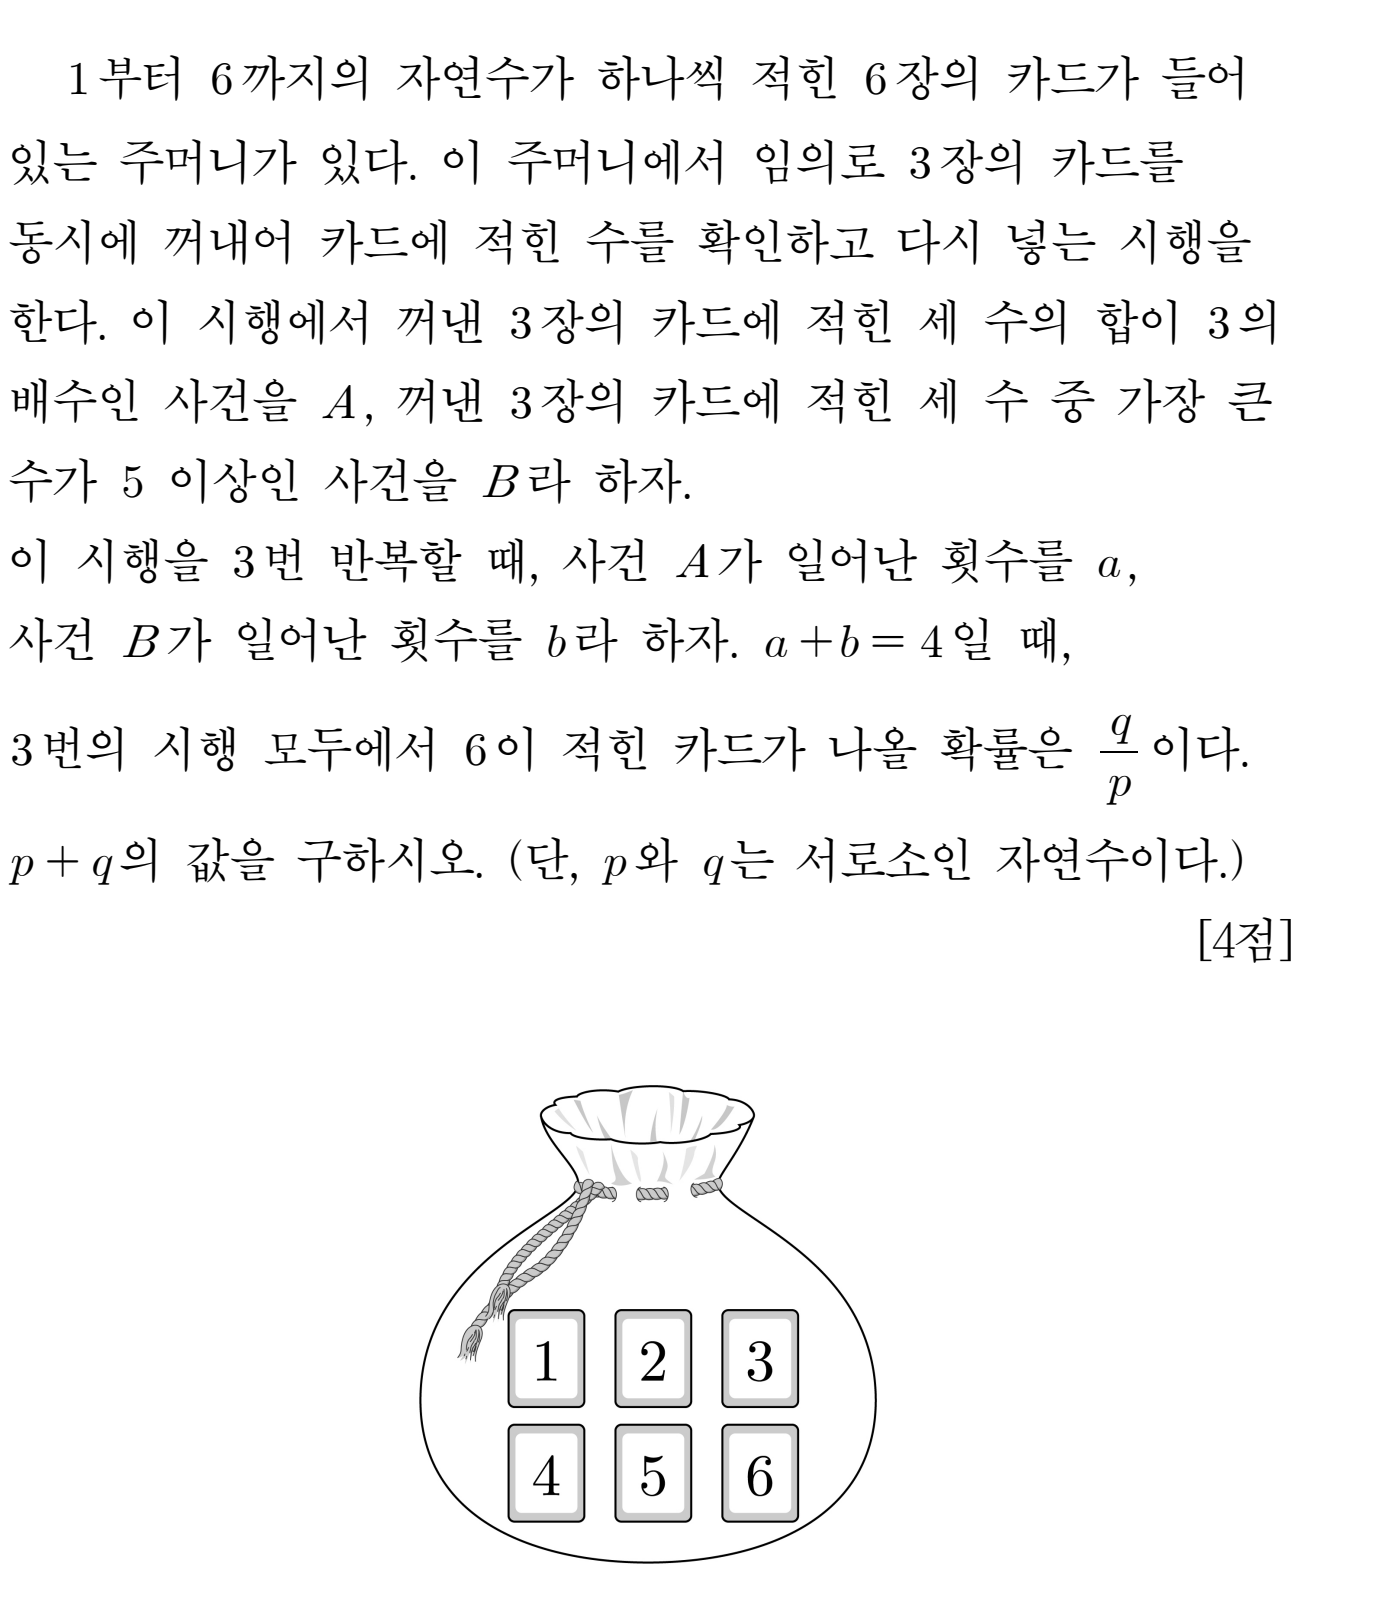 1부터 6까지의 자연수가 하나씩 적힌 6장의 카드가 들어
있는 주머니가 있다. 이 주머니에서 임의로 3장의 카드를
동시에 꺼내어 카드에 적힌 수를 확인하고 다시 넣는 시행을
한다. 이 시행에서 꺼낸 3장의 카드에 적힌 세 수의 합이 3의
배수인 사건을 A, 꺼낸 3장의 카드에 적힌 세 수 중 가장 큰
수가 5 이상인 사건을 B라 하자.
이 시행을 3번 반복할 때, 사건 A가 일어난 횟수를 a,
사건 B가 일어난 횟수를 b라 하자. a+b=4일 때,
3번의 시행 모두에서 6이 적힌 카드가 나올 확률은 q/p이다.
p+q의 값을 구하시오. (단, p와 q는 서로소인 자연수이다.)
[4점]
1 2 3
4 5 6